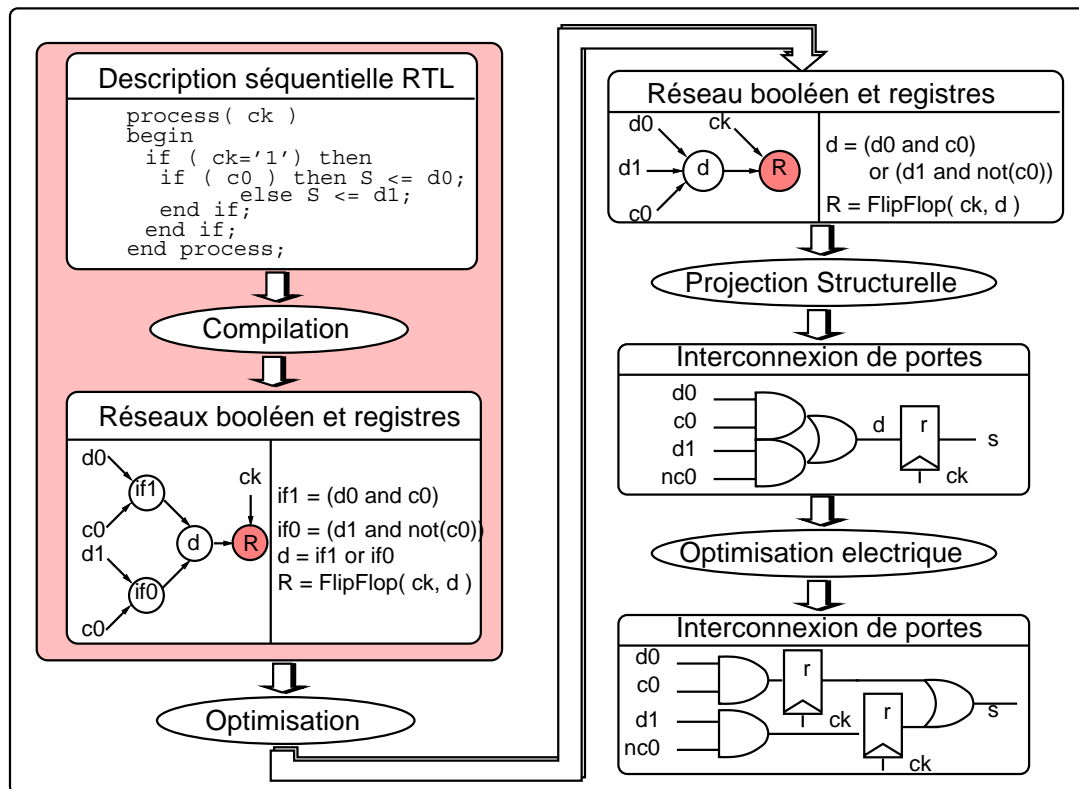 Description séquentielle RTL
process( ck )
begin
if ( ck='1') then
if ( c0 ) then S <= d0;
else S <= d1;
end if;
end if;
end process;
Compilation
Réseaux booléen et registres
d0
c0
d1
c0
if1
if0
d
ck
R
if1 = (d0 and c0)
if0 = (d1 and not(c0))
d = if1 or if0
R = FlipFlop( ck, d )
Optimisation
Réseau booléen et registres
d0
d1
c0
d
ck
R
d = (d0 and c0)
or (d1 and not(c0))
R = FlipFlop( ck, d )
Projection Structurelle
Interconnexion de portes
d0
c0
d1
nc0
d
r
ck
s
Optimisation electrique
Interconnexion de portes
d0
c0
d1
nc0
r
ck
r
ck
s